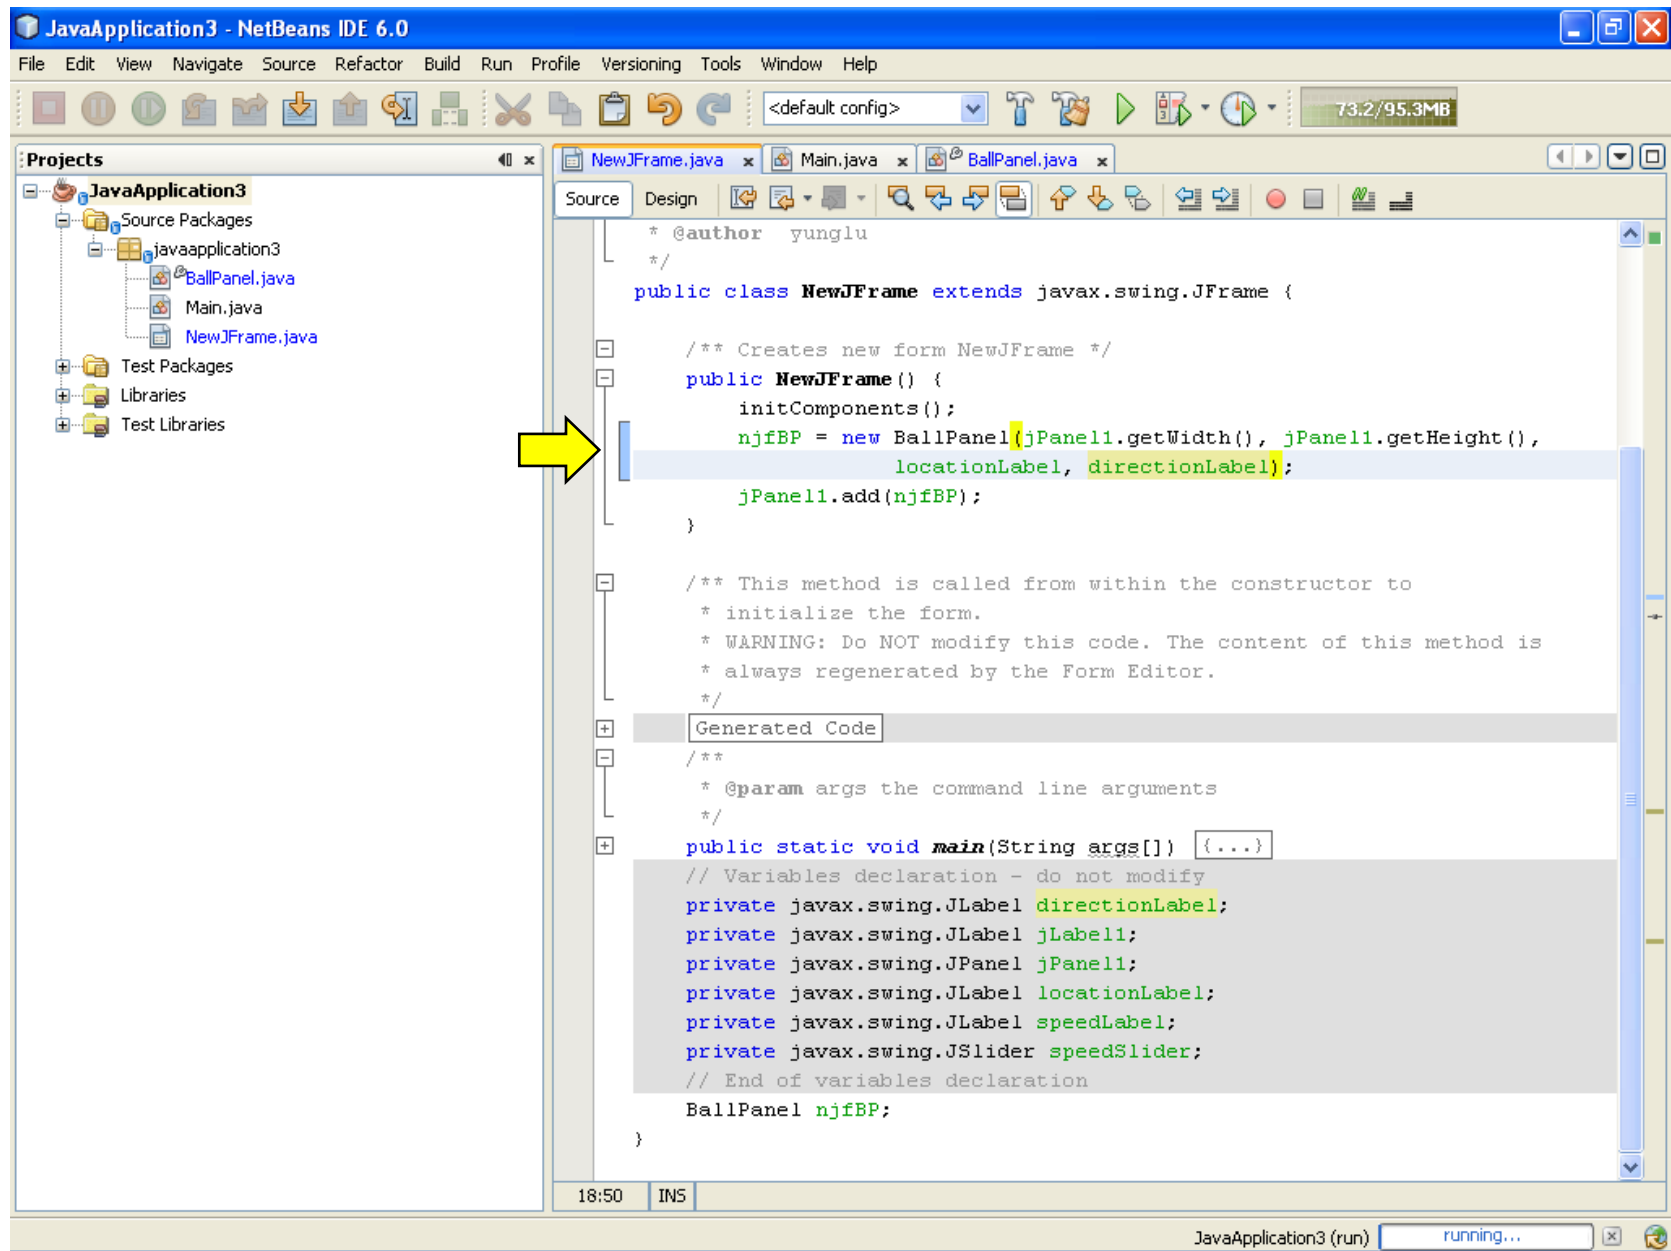 JavaApplication3 - NetBeans IDE 6.0
File Edit View Navigate Source Refactor Build Run Profile Versioning Tools Window Help
<default config> 73.2/95.3MB
Projects
JavaApplication3
Source Packages
javaapplication3
BallPanel.java
Main.java
NewJFrame.java
Test Packages
Libraries
Test Libraries
NewJFrame.java x Main.java x BallPanel.java x
Source Design
* @author yunglu
*/
public class NewJFrame extends javax.swing.JFrame {
/** Creates new form NewJFrame */
public NewJFrame() {
initComponents();
njfBP = new BallPanel(jPanel1.getWidth(), jPanel1.getHeight(),
locationLabel, directionLabel);
jPanel1.add(njfBP);
}
/** This method is called from within the constructor to
* initialize the form.
* WARNING: Do NOT modify this code. The content of this method is
* always regenerated by the Form Editor.
*/
Generated Code
/**
* @param args the command line arguments
*/
public static void main(String args[]) {...}
// Variables declaration - do not modify
private javax.swing.JLabel directionLabel;
private javax.swing.JLabel jLabel1;
private javax.swing.JPanel jPanel1;
private javax.swing.JLabel locationLabel;
private javax.swing.JLabel speedLabel;
private javax.swing.JSlider speedSlider;
// End of variables declaration
BallPanel njfBP;
}
18:50 INS
JavaApplication3 (run) running...